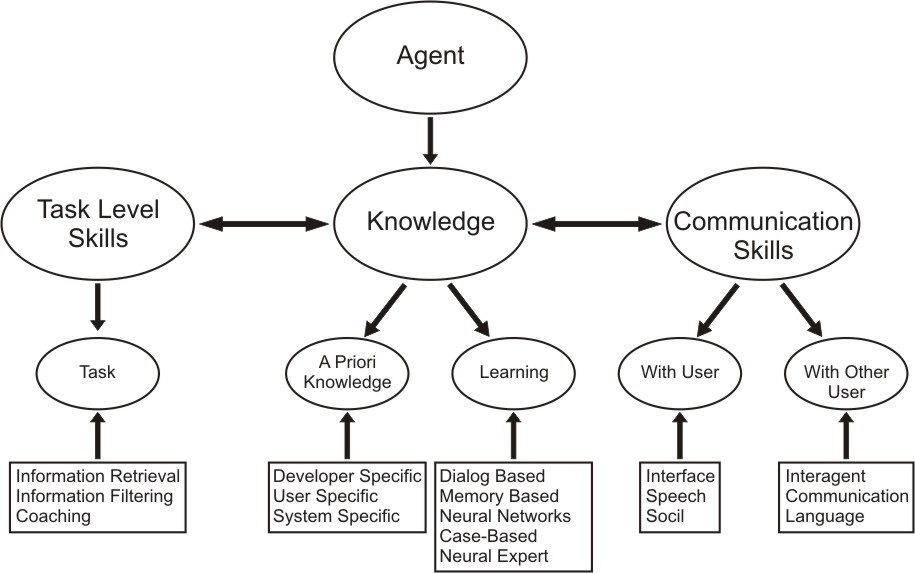 Agent
Task Level
Skills
Knowledge
Communication
Skills
Task
A Priori
Knowledge
Learning
With User
With Other
User
Information Retrieval
Information Filtering
Coaching
Developer Specific
User Specific
System Specific
Dialog Based
Memory Based
Neural Networks
Case-Based
Neural Expert
Interface
Speech
Socil
Interagent
Communication
Language